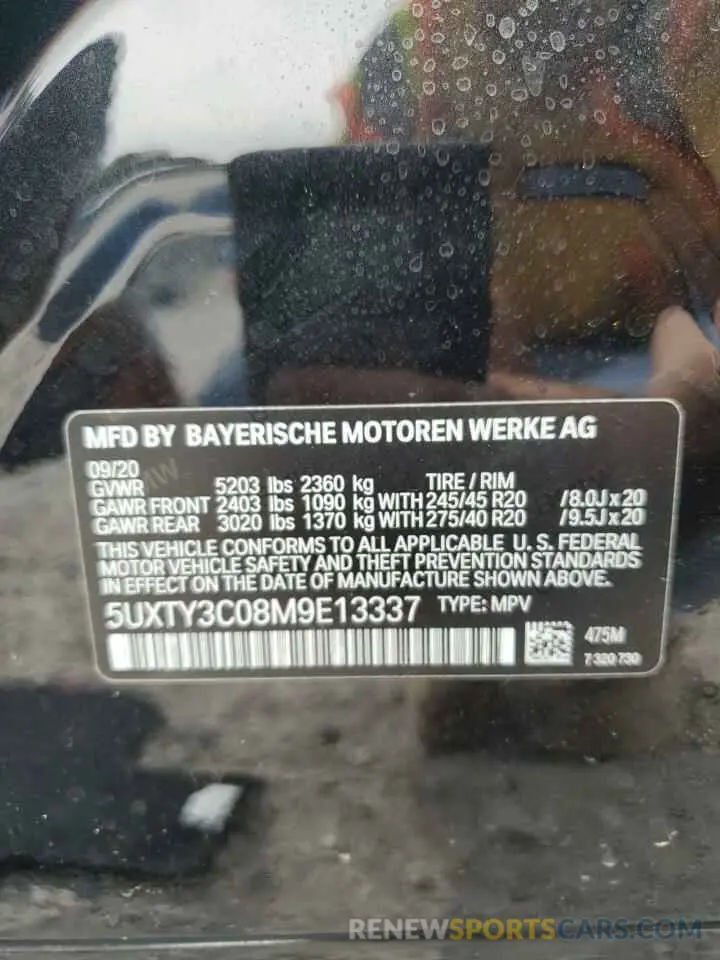 MFD BY BAYERISCHE MOTOREN WERKE AG
09/20
GVWR 5203 lbs 2360 kg TIRE / RIM
GAWR FRONT 2403 lbs 1090 kg WITH 245/45 R20 /8.0J x 20
GAWR REAR 3020 lbs 1370 kg WITH 275/40 R20 /9.5J x 20
THIS VEHICLE CONFORMS TO ALL APPLICABLE U. S. FEDERAL
MOTOR VEHICLE SAFETY AND THEFT PREVENTION STANDARDS
IN EFFECT ON THE DATE OF MANUFACTURE SHOWN ABOVE.
5UXTY3C08M9E13337 TYPE: MPV
475M
7 320 730
RENEWSPORTSCARS.COM